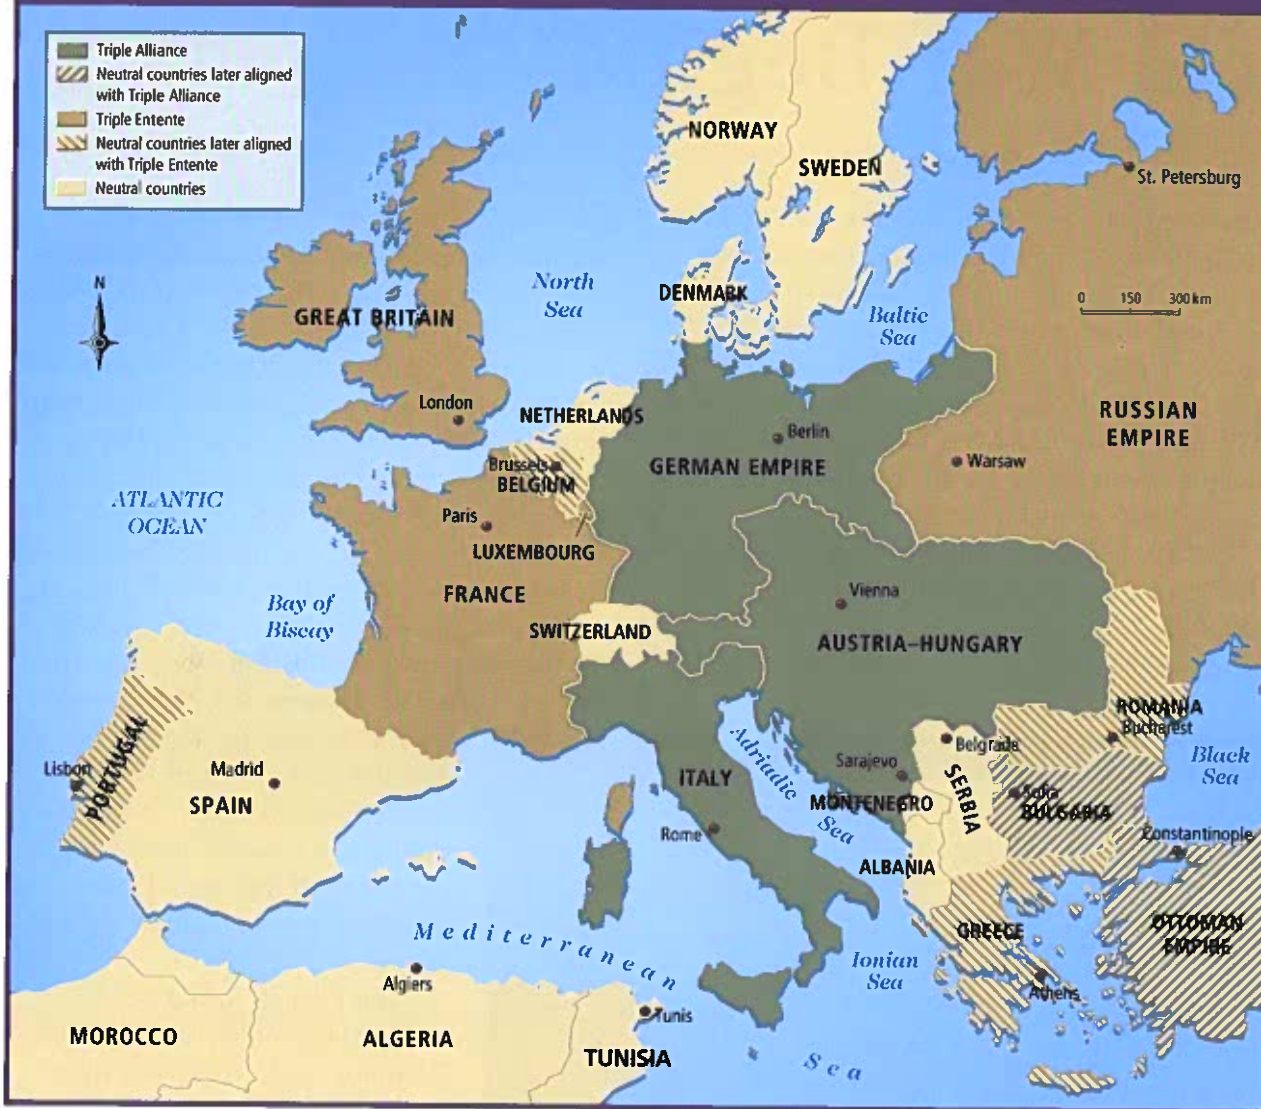 Triple Alliance
Neutral countries later aligned
with Triple Alliance
Triple Entente
Neutral countries later aligned
with Triple Entente
Neutral countries
N
NORWAY
SWEDEN
St. Petersburg
North
Sea
DENMARK
Baltic
Sea
0 150 300 km
GREAT BRITAIN
London
NETHERLANDS
Berlin
GERMAN EMPIRE
RUSSIAN
EMPIRE
Warsaw
Brussels
BELGIUM
ATLANTIC
OCEAN
Paris
LUXEMBOURG
FRANCE
Vienna
Bay of
Biscay
SWITZERLAND
AUSTRIA–HUNGARY
ROMANIA
Bucharest
Belgrade
Black
Sea
Adriadic
Sea
Sarajevo
Lisbon
PORTUGAL
Madrid
SPAIN
ITALY
MONTENEGRO
SERBIA
BULGARIA
Rome
Constantinople
ALBANIA
OTTOMAN
EMPIRE
GREECE
Mediterranean
Sea
Ionian
Sea
Athens
Algiers
Tunis
MOROCCO
ALGERIA
TUNISIA